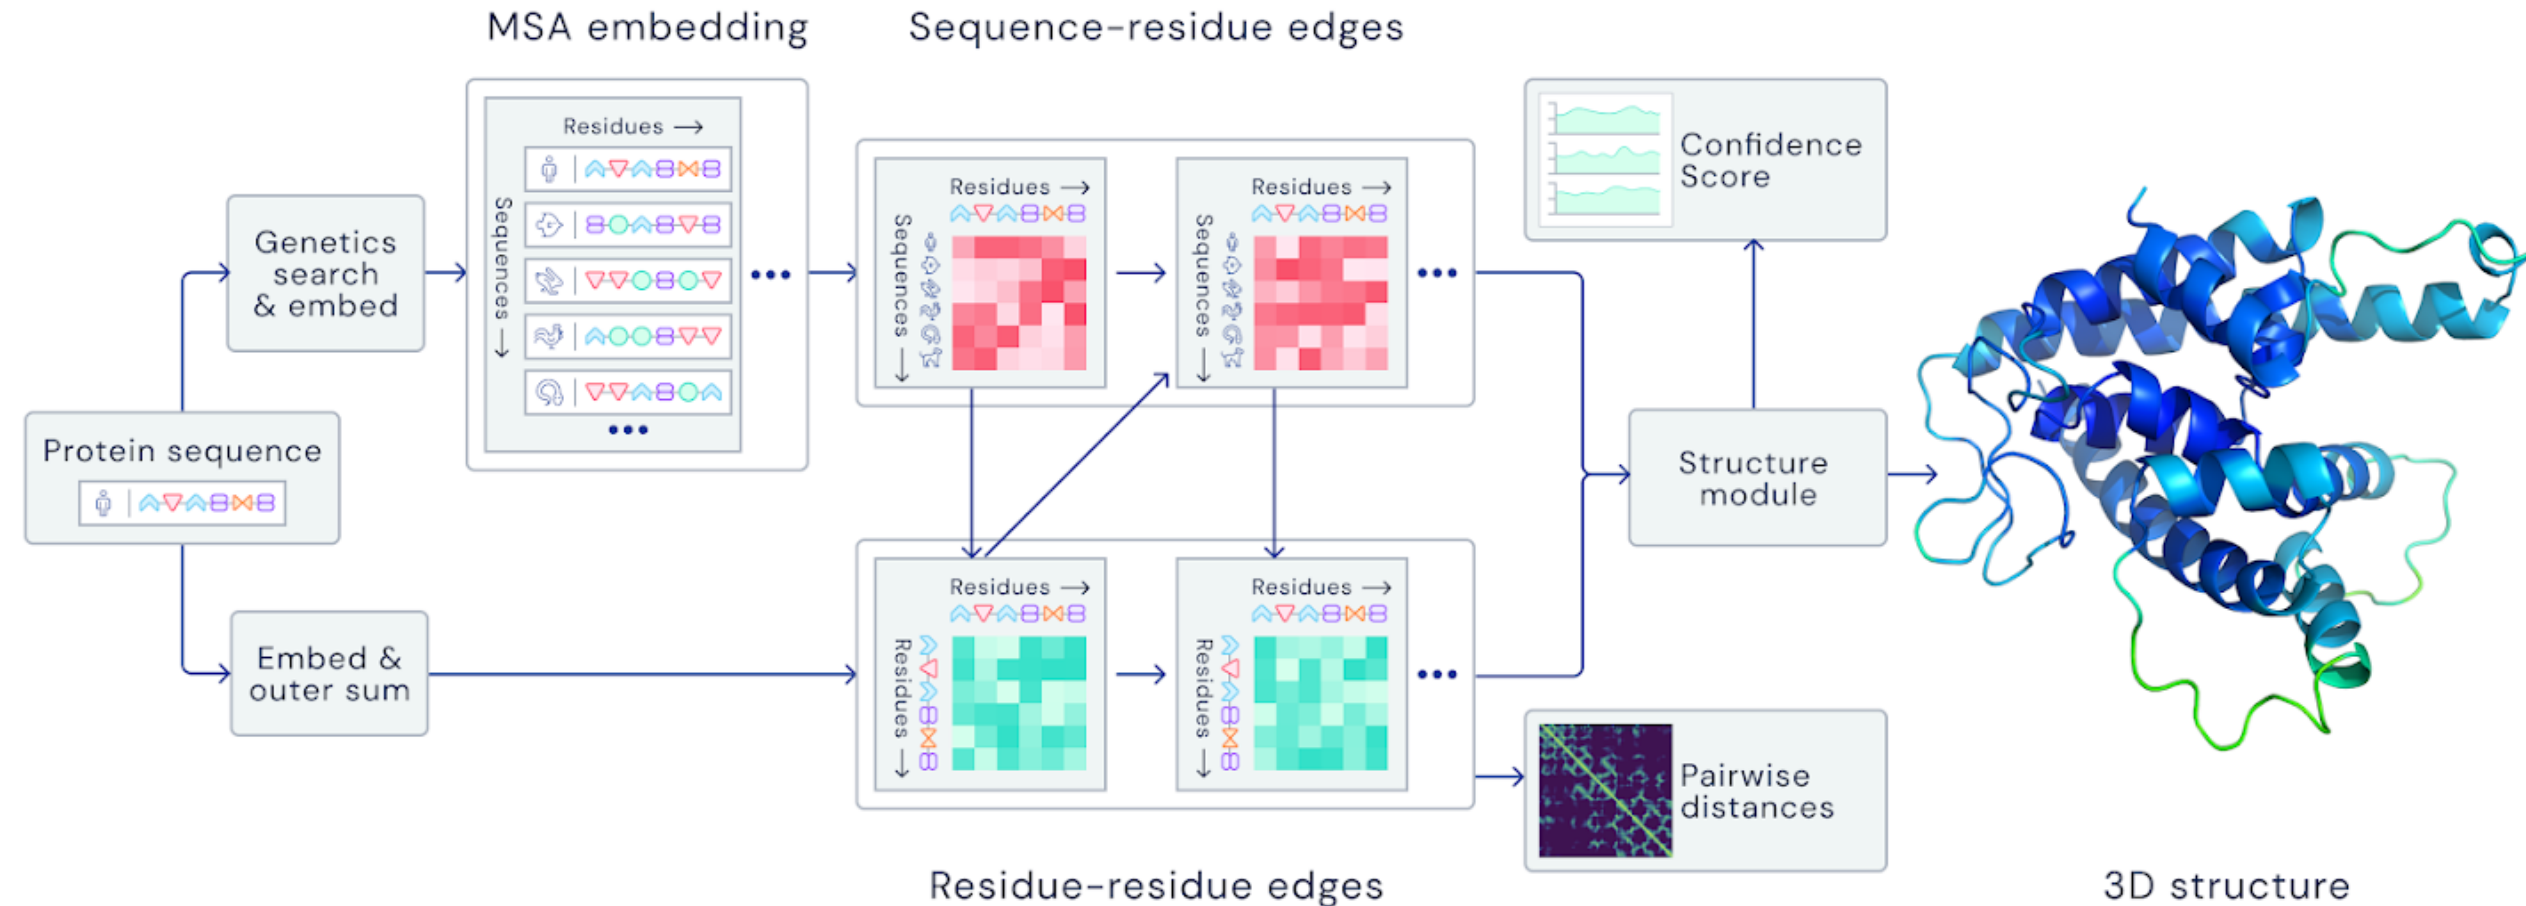 MSA embedding
Sequence-residue edges
Residues →
Sequences →
Genetics
search
& embed
Protein sequence
Embed &
outer sum
Residues →
Sequences →
Residues →
Sequences →
Residues →
Residues →
Residues →
Residues →
Confidence
Score
Structure
module
Pairwise
distances
Residue-residue edges
3D structure